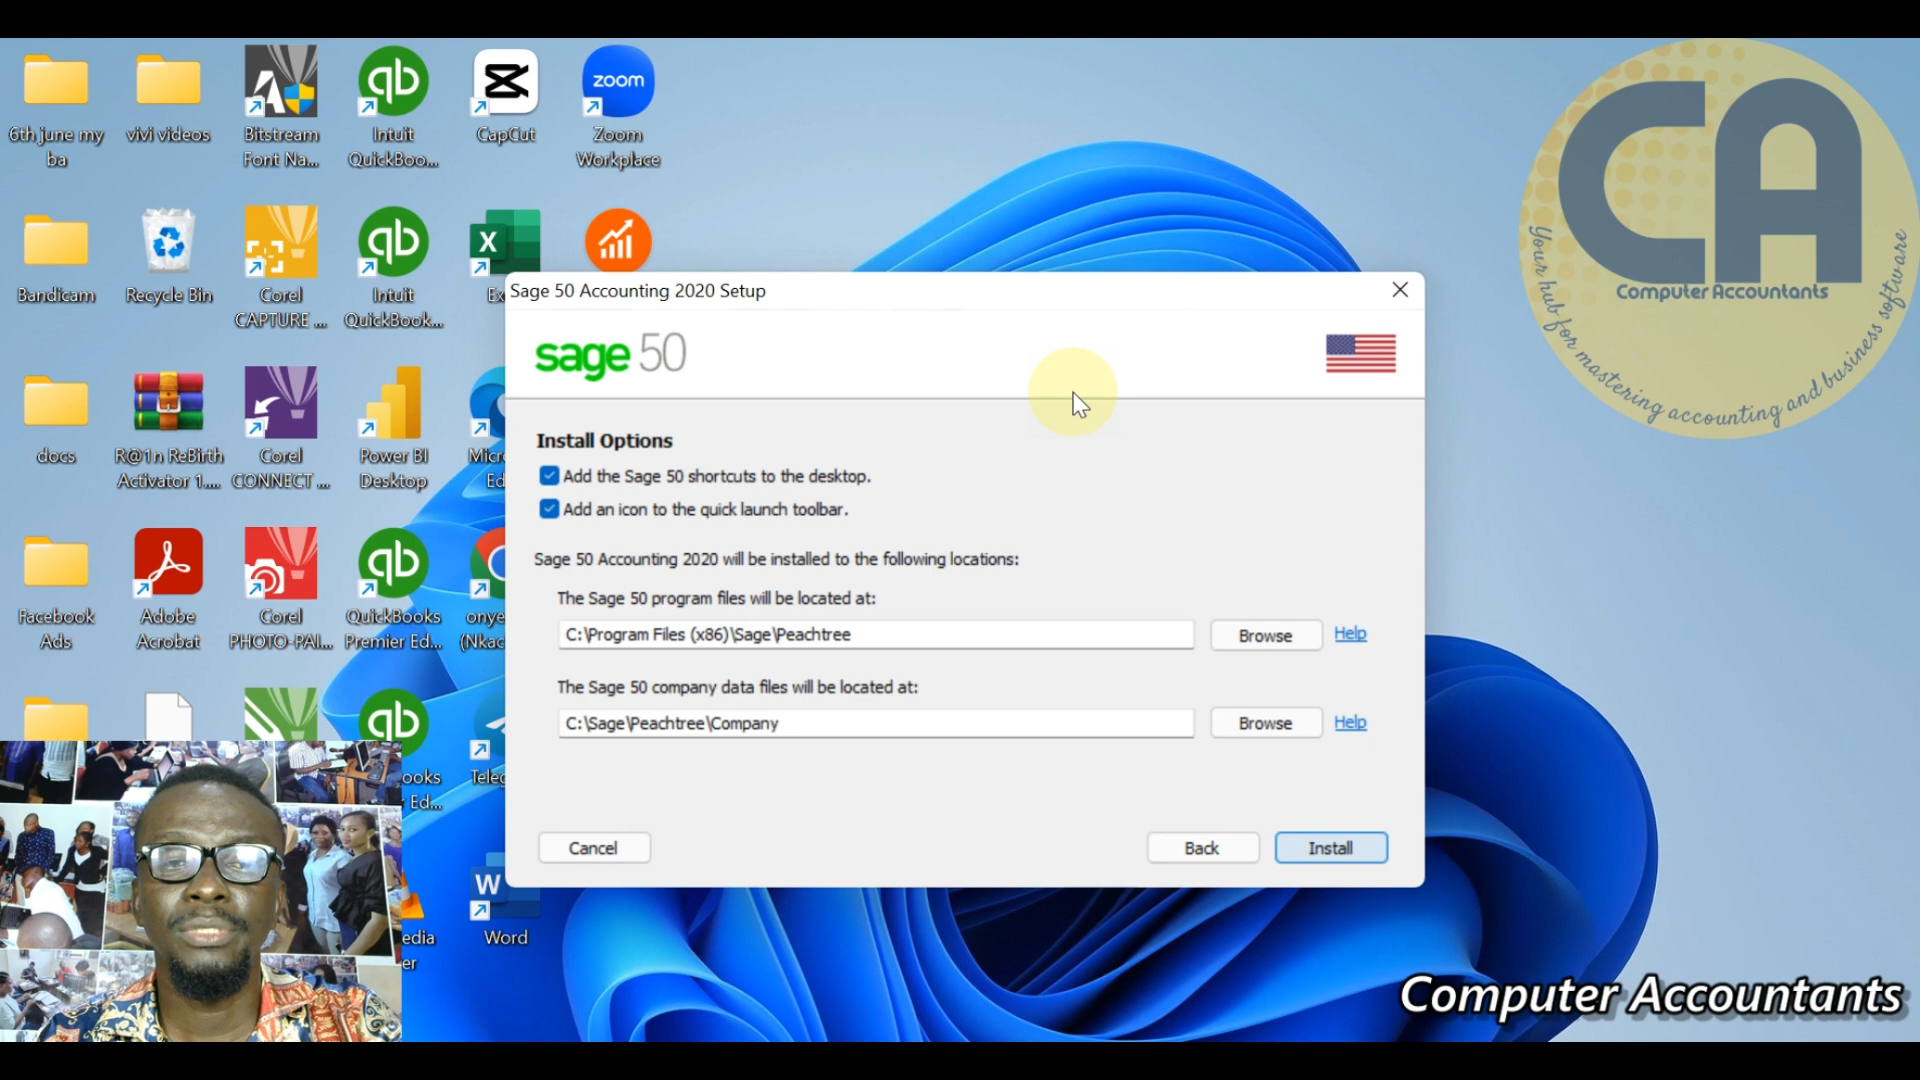 6th june my
ba
vivi videos
Bitstream
Font Na...
Intuit
QuickBoo...
CapCut
zoom
Zoom
Workplace
Bandicam
Recycle Bin
Corel
CAPTURE ...
Intuit
QuickBook...
X
Ex
docs
R@1n ReBirth
Activator 1....
Corel
CONNECT ...
Power BI
Desktop
Micr
Ed
Facebook
Ads
Adobe
Acrobat
Corel
PHOTO-PAI...
QuickBooks
Premier Ed...
onye
(Nkac
ooks
Ed...
Teleg
edia
er
W
Word
Sage 50 Accounting 2020 Setup
sage 50
Install Options
Add the Sage 50 shortcuts to the desktop.
Add an icon to the quick launch toolbar.
Sage 50 Accounting 2020 will be installed to the following locations:
The Sage 50 program files will be located at:
C:\Program Files (x86)\Sage\Peachtree
Browse
Help
The Sage 50 company data files will be located at:
C:\Sage\Peachtree\Company
Browse
Help
Cancel
Back
Install
CA
Computer Accountants
Your hub for mastering accounting and business software
Computer Accountants